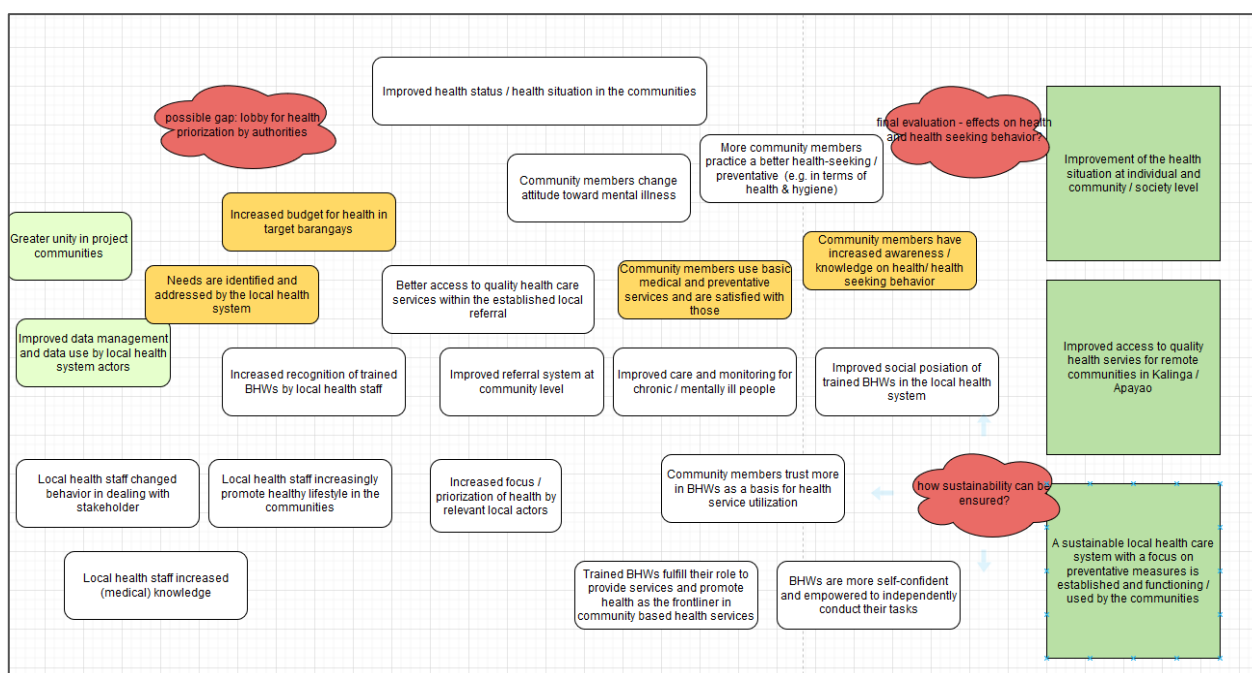 Improved health status / health situation in the communities
possible gap: lobby for health
priorization by authorities
final evaluation - effects on health
and health seeking behavior?
Improvement of the health
situation at individual and
community / society level
More community members
practice a better health-seeking /
preventative  (e.g. in terms of
health & hygiene)
Community members change
attitude toward mental illness
Increased budget for health in
target barangays
Greater unity in project
communities
Community members have
increased awareness /
knowledge on health/ health
seeking behavior
Needs are identified and
addressed by the local health
system
Better access to quality health care
services within the established local
referral
Community members use basic
medical and preventative
services and are satisfied with
those
Improved data management
and data use by local health
system actors
Improved access to quality
health servies for remote
communities in Kalinga /
Apayao
Increased recognition of trained
BHWs by local health staff
Improved referral system at
community level
Improved care and monitoring for
chronic / mentally ill people
Improved social posiation of
trained BHWs in the local health
system
Local health staff changed
behavior in dealing with
stakeholder
Local health staff increasingly
promote healthy lifestyle in the
communities
Increased focus /
priorization of health by
relevant local actors
Community members trust more
in BHWs as a basis for health
service utilization
how sustainability can be
ensured?
A sustainable local health care
system with a focus on
preventative measures is
established and functioning /
used by the communities
Local health staff increased
(medical) knowledge
Trained BHWs fulfill their role to
provide services and promote
health as the frontliner in
community based health services
BHWs are more self-confident
and empowered to independently
conduct their tasks